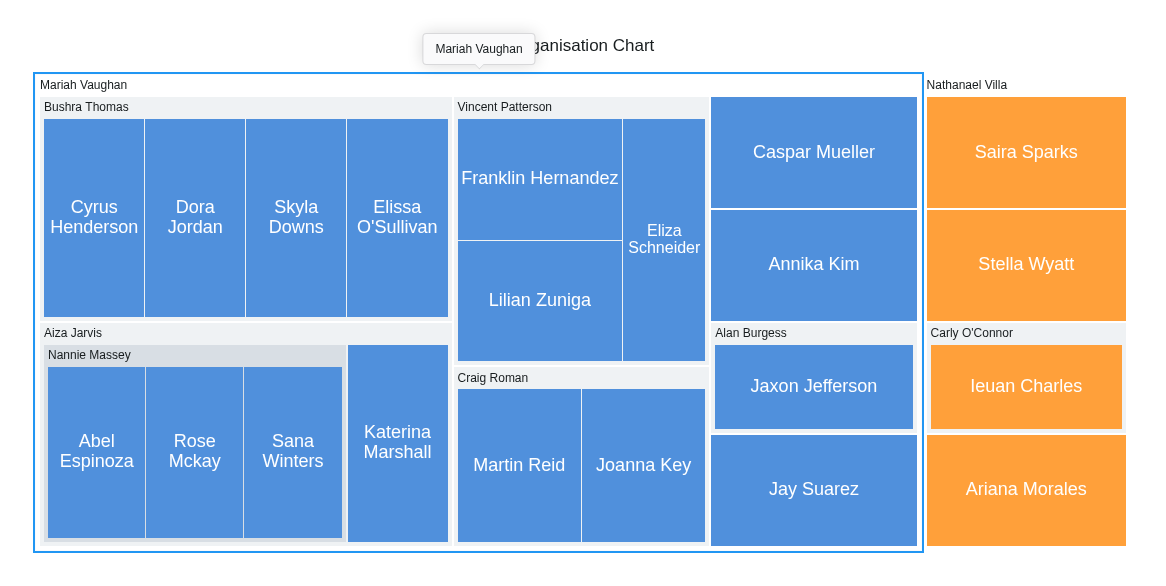 Mariah Vaughan
ganisation Chart
Mariah Vaughan
Nathanael Villa
Bushra Thomas
Cyrus
Henderson
Dora
Jordan
Skyla
Downs
Elissa
O'Sullivan
Vincent Patterson
Franklin Hernandez
Lilian Zuniga
Eliza
Schneider
Caspar Mueller
Annika Kim
Saira Sparks
Stella Wyatt
Aiza Jarvis
Nannie Massey
Abel
Espinoza
Rose
Mckay
Sana
Winters
Katerina
Marshall
Craig Roman
Martin Reid
Joanna Key
Alan Burgess
Jaxon Jefferson
Jay Suarez
Carly O'Connor
Ieuan Charles
Ariana Morales